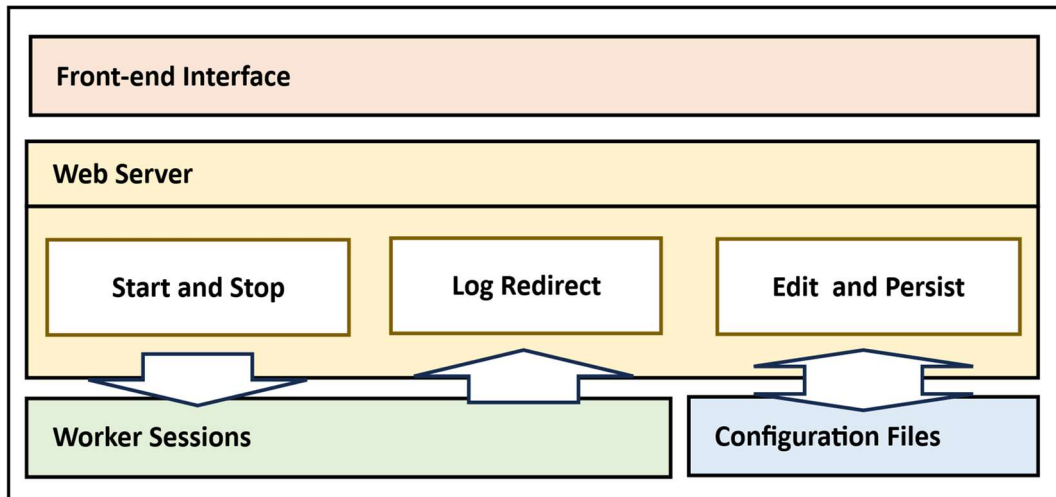 Front-end Interface
Web Server
Start and Stop
Log Redirect
Edit and Persist
Worker Sessions
Configuration Files